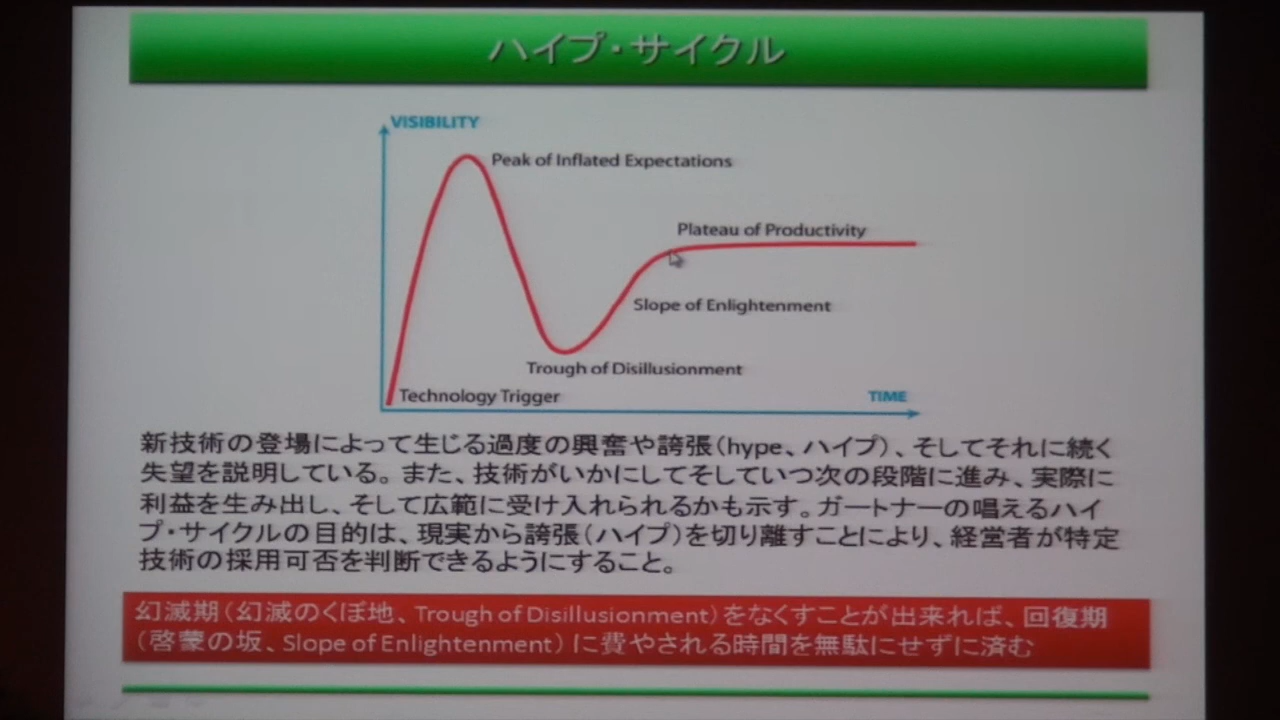 ハイプ・サイクル
VISIBILITY
Peak of Inflated Expectations
Plateau of Productivity
Slope of Enlightenment
Trough of Disillusionment
Technology Trigger
TIME
新技術の登場によって生じる過度の興奮や誇張(hype、ハイプ)、そしてそれに続く
失望を説明している。また、技術がいかにしてそしていつ次の段階に進み、実際に
利益を生み出し、そして広範に受け入れられるかも示す。ガートナーの唱えるハイ
プ・サイクルの目的は、現実から誇張(ハイプ)を切り離すことにより、経営者が特定
技術の採用可否を判断できるようにすること。
幻滅期(幻滅のくぼ地、Trough of Disillusionment)をなくすことが出来れば、回復期
(啓蒙の坂、Slope of Enlightenment)に費やされる時間を無駄にせずに済む